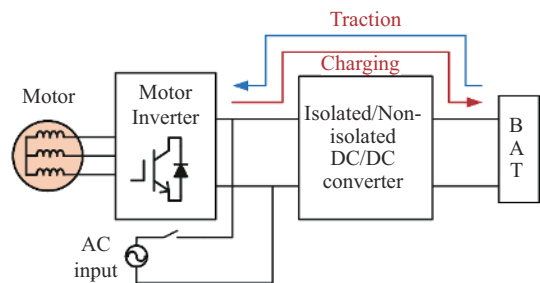 Traction
Charging
Motor
Motor
Inverter
Isolated/Non-
isolated
DC/DC
converter
B
A
T
AC
input